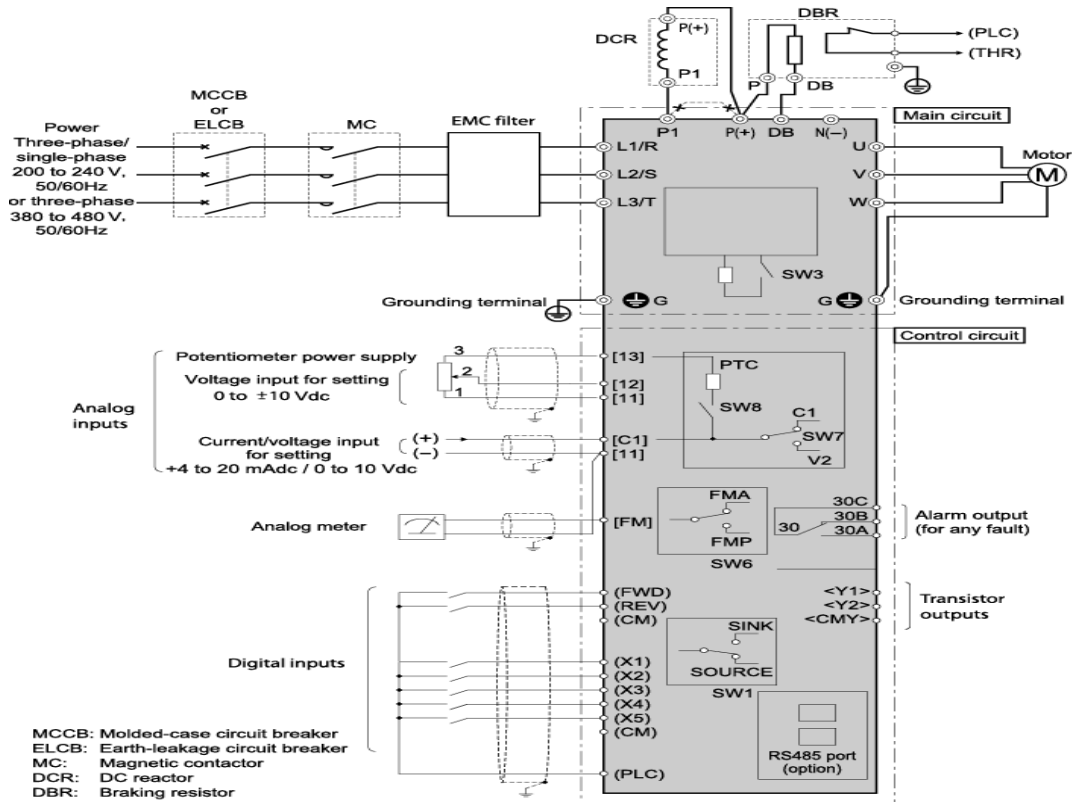 DBR
DCR
P(+)
P1
(PLC)
(THR)
P
DB
MCCB
or
ELCB
MC
EMC filter
Main circuit
P1
P(+)
DB
N(−)
Power
Three-phase/
single-phase
200 to 240 V,
50/60Hz
or three-phase
380 to 480 V,
50/60Hz
L1/R
L2/S
L3/T
U
V
W
Motor
M
SW3
Grounding terminal
G
G
Grounding terminal
Control circuit
Analog
inputs
Potentiometer power supply
Voltage input for setting
0 to ±10 Vdc
3
2
1
[13]
[12]
[11]
PTC
SW8
C1
SW7
V2
Current/voltage input
for setting
+4 to 20 mAdc / 0 to 10 Vdc
(+)
(−)
[C1]
[11]
Analog meter
[FM]
FMA
FMP
SW6
30C
30B
30
30A
Alarm output
(for any fault)
Digital inputs
(FWD)
(REV)
(CM)
(X1)
(X2)
(X3)
(X4)
(X5)
(CM)
(PLC)
<Y1>
<Y2>
<CMY>
Transistor
outputs
SINK
SOURCE
SW1
RS485 port
(option)
MCCB: Molded-case circuit breaker
ELCB: Earth-leakage circuit breaker
MC: Magnetic contactor
DCR: DC reactor
DBR: Braking resistor